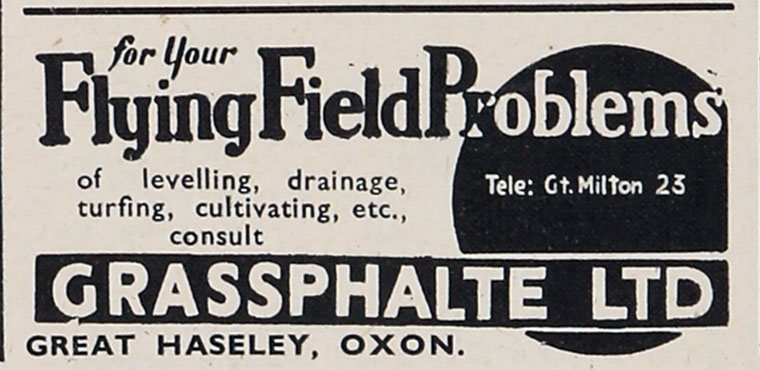 for Your
Flying Field Problems
of levelling, drainage,
turfing, cultivating, etc.,
consult
Tele: Gt. Milton 23
GRASSPHALTE LTD
GREAT HASELEY, OXON.